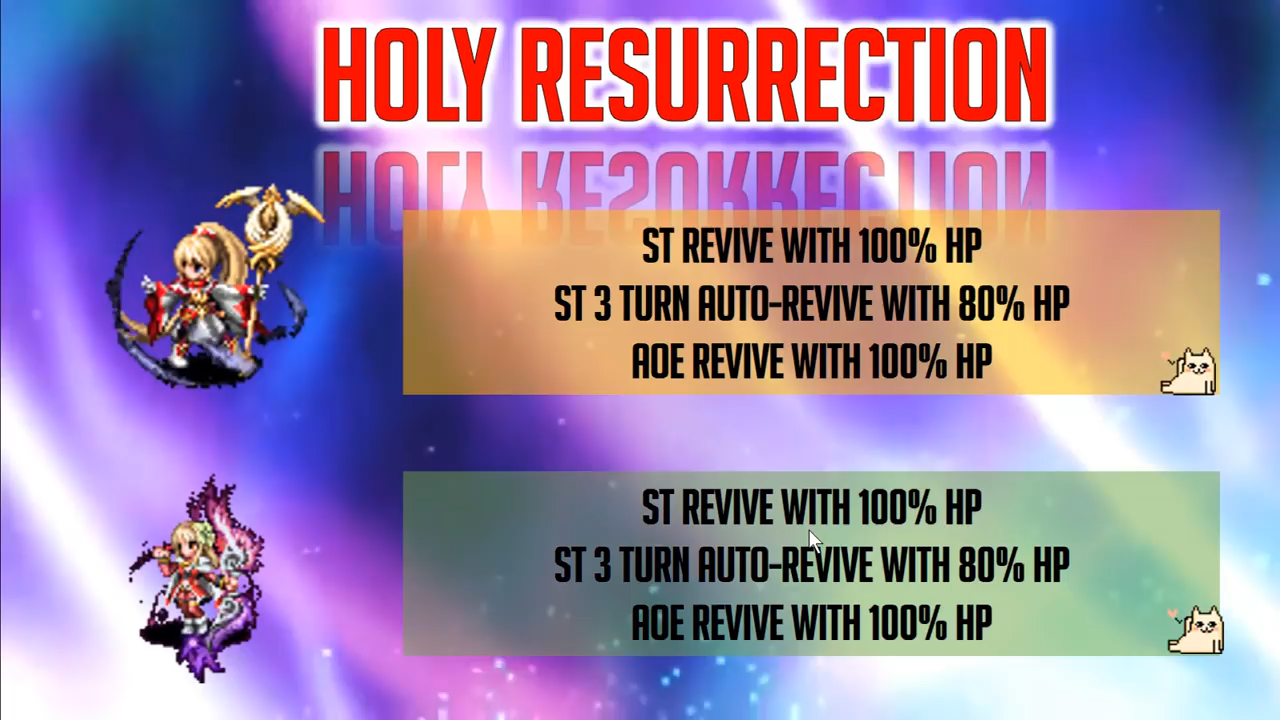 HOLY RESURRECTION
ST REVIVE WITH 100% HP
ST 3 TURN AUTO-REVIVE WITH 80% HP
AOE REVIVE WITH 100% HP
ST REVIVE WITH 100% HP
ST 3 TURN AUTO-REVIVE WITH 80% HP
AOE REVIVE WITH 100% HP